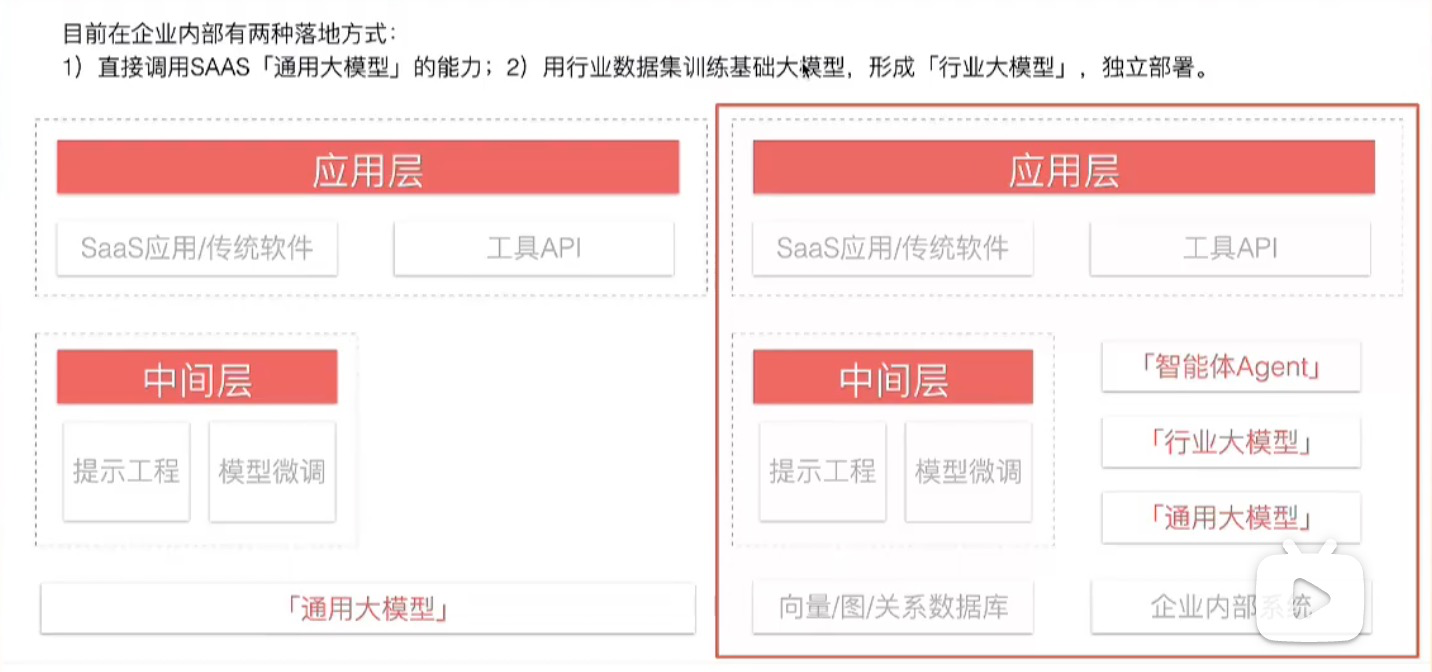 目前在企业内部有两种落地方式：
1）直接调用SAAS「通用大模型」的能力；2）用行业数据集训练基础大模型，形成「行业大模型」，独立部署。
应用层
SaaS应用/传统软件
工具API
中间层
提示工程
模型微调
「通用大模型」
应用层
SaaS应用/传统软件
工具API
中间层
提示工程
模型微调
「智能体Agent」
「行业大模型」
「通用大模型」
向量/图/关系数据库
企业内部系统